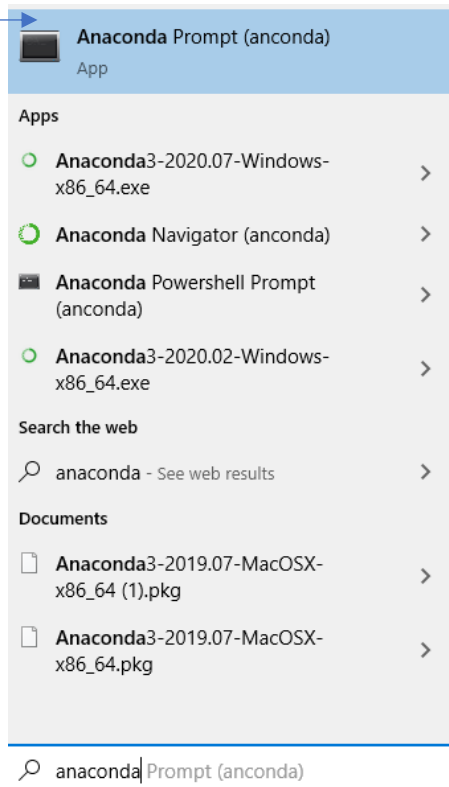 Anaconda Prompt (anconda)
App
Apps
Anaconda3-2020.07-Windows-
x86_64.exe
Anaconda Navigator (anconda)
Anaconda Powershell Prompt
(anconda)
Anaconda3-2020.02-Windows-
x86_64.exe
Search the web
anaconda - See web results
Documents
Anaconda3-2019.07-MacOSX-
x86_64 (1).pkg
Anaconda3-2019.07-MacOSX-
x86_64.pkg
anaconda Prompt (anconda)